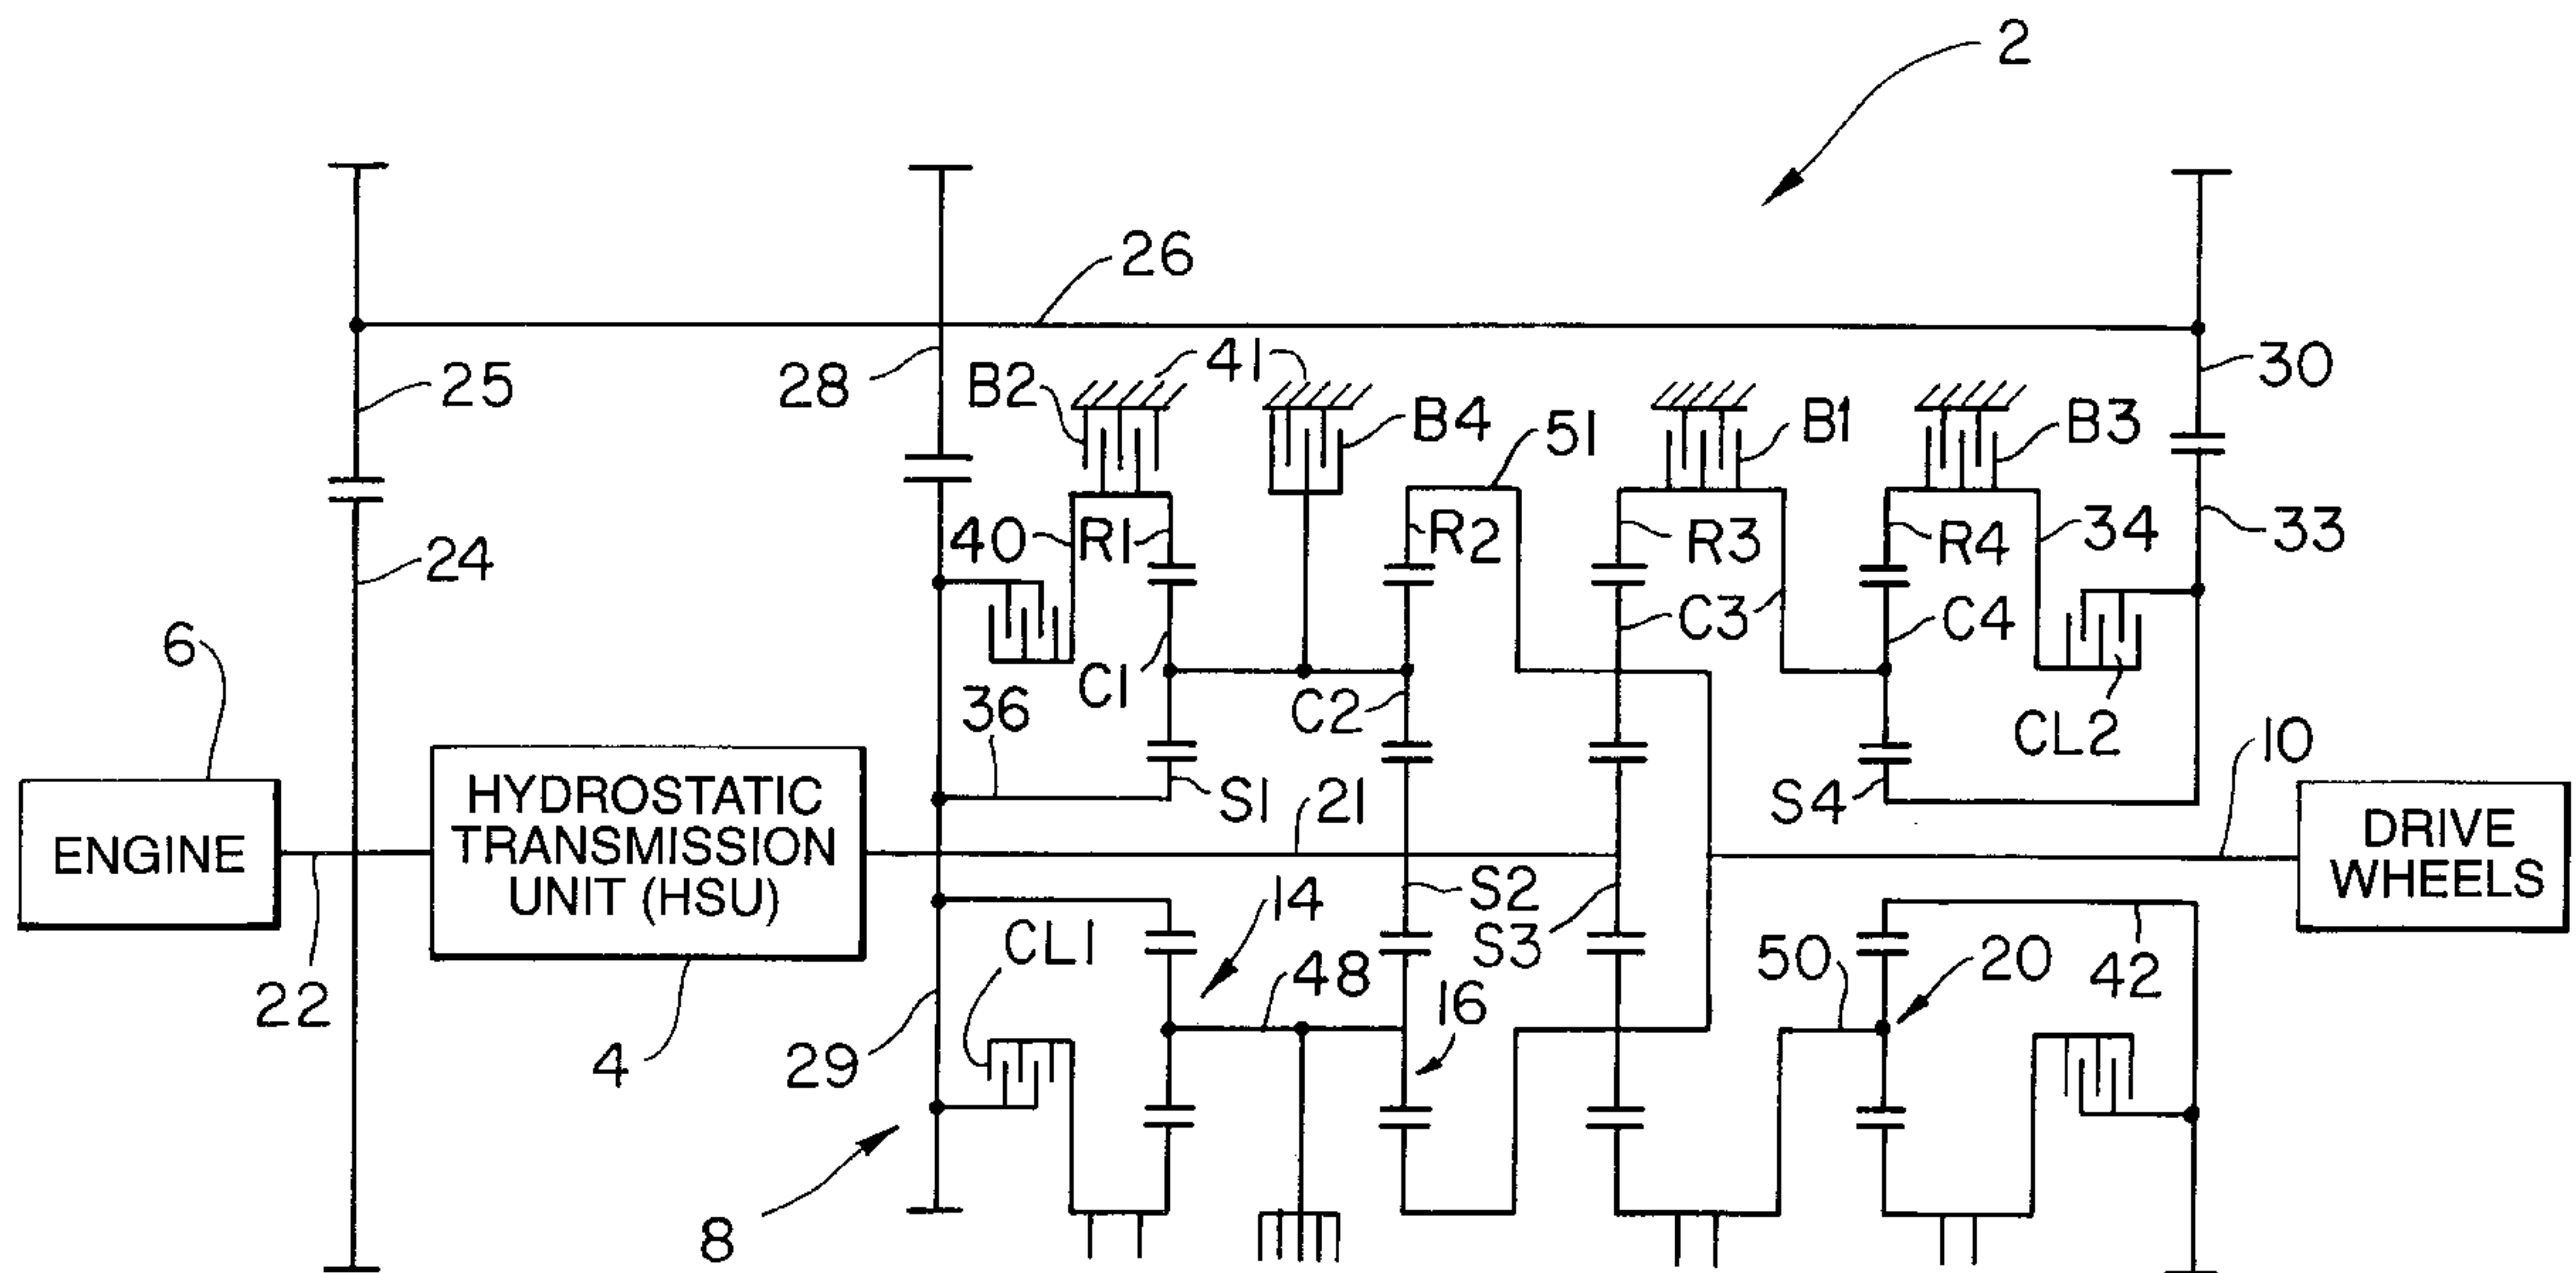 2
26
25
28
B2
41
B4
51
B1
B3
30
24
40
R1
R2
R3
R4
34
33
6
C1
C2
C3
C4
CL2
36
S1
21
S4
10
ENGINE
HYDROSTATIC
TRANSMISSION
UNIT (HSU)
DRIVE
WHEELS
22
4
29
CL1
14
48
S2
S3
16
50
20
42
8